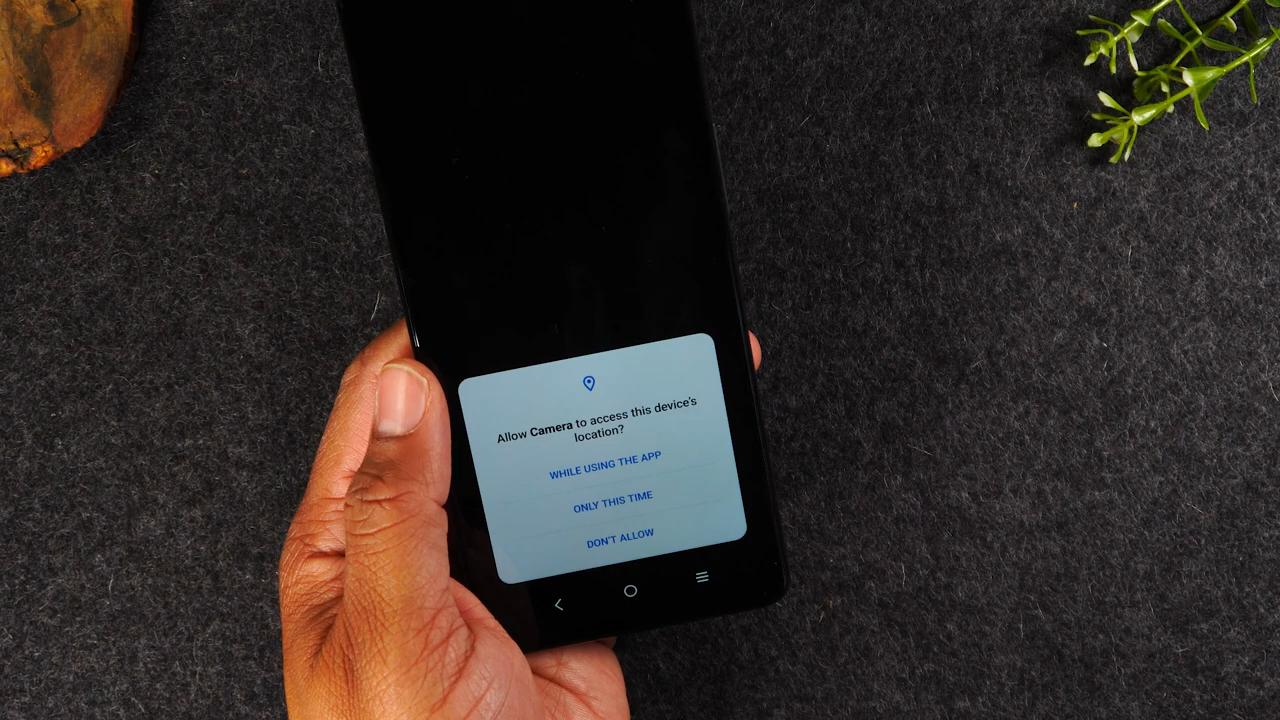 Allow Camera to access this device's
location?
WHILE USING THE APP
ONLY THIS TIME
DON'T ALLOW